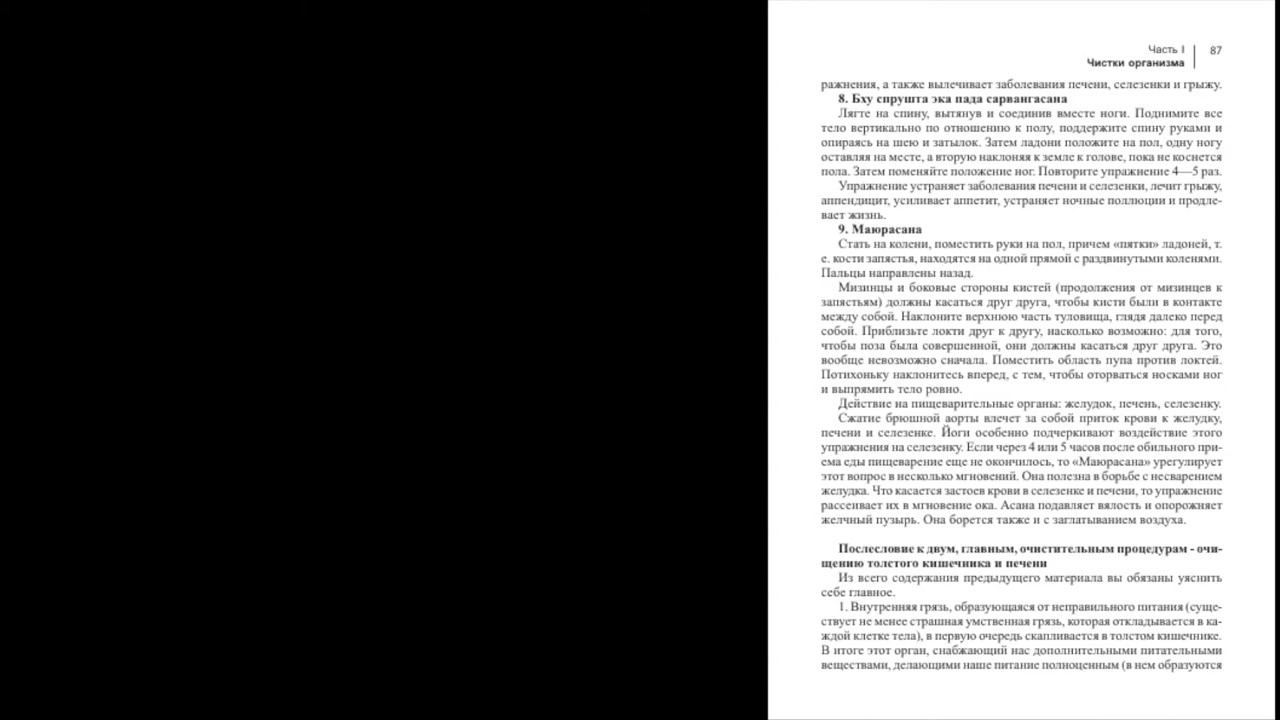 Часть I
87
Чистки организма
ражнения, а также вылечивает заболевания печени, селезенки и грыжу.
8. Бху спрушта эка пада сарвангасана
Лягте на спину, вытянув и соединив вместе ноги. Поднимите все
тело вертикально по отношению к полу, поддержите спину руками и
опираясь на шею и затылок. Затем ладони положите на пол, одну ногу
оставляя на месте, а вторую наклоняя к земле к голове, пока не коснется
пола. Затем поменяйте положение ног. Повторите упражнение 4—5 раз.
Упражнение устраняет заболевания печени и селезенки, лечит грыжу,
аппендицит, усиливает аппетит, устраняет ночные поллюции и продле-
вает жизнь.
9. Маюрасана
Стать на колени, поместить руки на пол, причем «пятки» ладоней, т.
е. кости запястья, находятся на одной прямой с раздвинутыми коленями.
Пальцы направлены назад.
Мизинцы и боковые стороны кистей (продолжения от мизинцев к
запястьям) должны касаться друг друга, чтобы кисти были в контакте
между собой. Наклоните верхнюю часть туловища, глядя далеко перед
собой. Приблизьте локти друг к другу, насколько возможно: для того,
чтобы поза была совершенной, они должны касаться друг друга. Это
вообще невозможно сначала. Поместить область пупа против локтей.
Потихоньку наклонитесь вперед, с тем, чтобы оторваться носками ног
и выпрямить тело ровно.
Действие на пищеварительные органы: желудок, печень, селезенку.
Сжатие брюшной аорты влечет за собой приток крови к желудку,
печени и селезенке. Йоги особенно подчеркивают воздействие этого
упражнения на селезенку. Если через 4 или 5 часов после обильного при-
ема еды пищеварение еще не окончилось, то «Маюрасана» урегулирует
этот вопрос в несколько мгновений. Она полезна в борьбе с несварением
желудка. Что касается застоев крови в селезенке и печени, то упражнение
рассеивает их в мгновение ока. Асана подавляет вялость и опорожняет
желчный пузырь. Она борется также и с заглатыванием воздуха.
Послесловие к двум, главным, очистительным процедурам - очи-
щению толстого кишечника и печени
Из всего содержания предыдущего материала вы обязаны уяснить
себе главное.
1. Внутренняя грязь, образующаяся от неправильного питания (суще-
ствует не менее страшная умственная грязь, которая откладывается в ка-
ждой клетке тела), в первую очередь скапливается в толстом кишечнике.
В итоге этот орган, снабжающий нас дополнительными питательными
веществами, делающими наше питание полноценным (в нем образуются